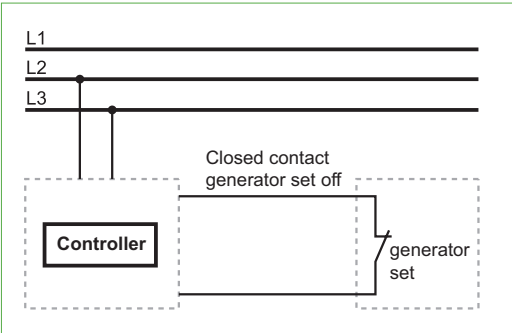 L1
L2
L3
Closed contact
generator set off
Controller
generator
set